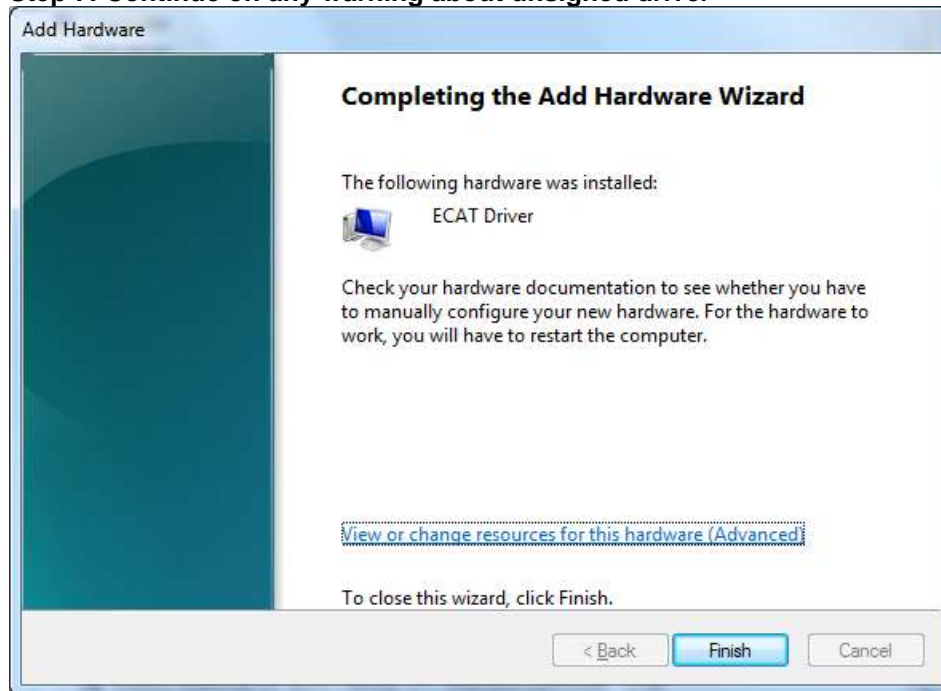 Step 7: Continue on any warning about unsigned driver
Add Hardware
Completing the Add Hardware Wizard
The following hardware was installed:
ECAT Driver
Check your hardware documentation to see whether you have
to manually configure your new hardware. For the hardware to
work, you will have to restart the computer.
View or change resources for this hardware (Advanced)
To close this wizard, click Finish.
< Back Finish Cancel